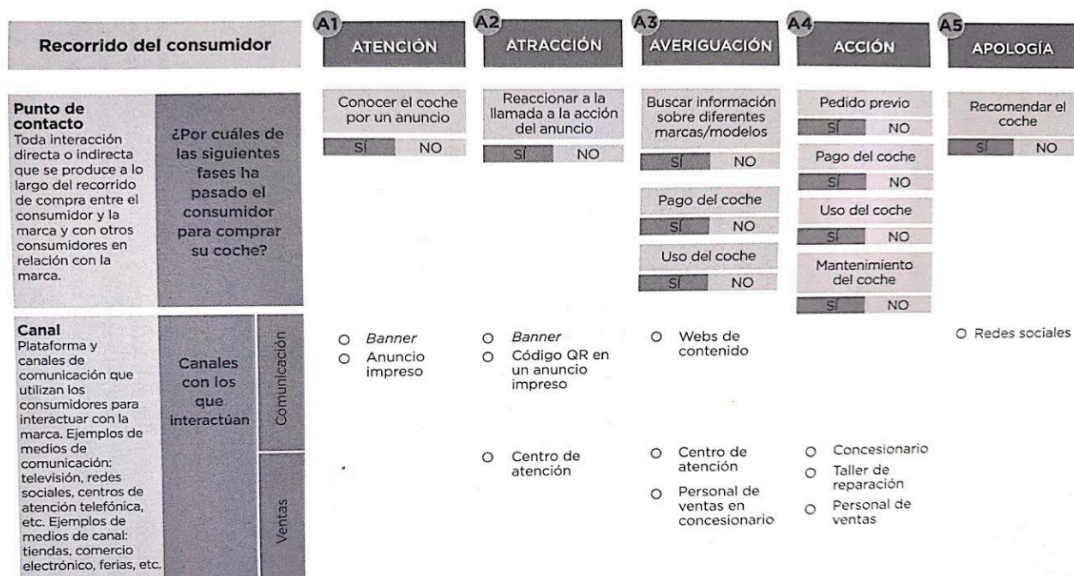 Recorrido del consumidor
A1
ATENCIÓN
A2
ATRACCIÓN
A3
AVERIGUACIÓN
A4
ACCIÓN
A5
APOLOGÍA
Punto de
contacto
Toda interacción
directa o indirecta
que se produce a lo
largo del recorrido
de compra entre el
consumidor y la
marca y con otros
consumidores en
relación con la
marca.
¿Por cuáles de
las siguientes
fases ha
pasado el
consumidor
para comprar
su coche?
Conocer el coche
por un anuncio
SÍ NO
Reaccionar a la
llamada a la acción
del anuncio
SÍ NO
Buscar información
sobre diferentes
marcas/modelos
SÍ NO
Pago del coche
SÍ NO
Uso del coche
SÍ NO
Pedido previo
SÍ NO
Pago del coche
SÍ NO
Uso del coche
SÍ NO
Mantenimiento
del coche
SÍ NO
Recomendar el
coche
SÍ NO
Canal
Plataforma y
canales de
comunicación que
utilizan los
consumidores para
interactuar con la
marca. Ejemplos de
medios de
comunicación:
televisión, redes
sociales, centros de
atención telefónica,
etc. Ejemplos de
medios de canal:
tiendas, comercio
electrónico, ferias, etc.
Canales
con los
que
interactúan
Comunicación
Banner
Anuncio
impreso
Banner
Código QR en
un anuncio
impreso
Webs de
contenido
Redes sociales
Ventas
Centro de
atención
Centro de
atención
Personal de
ventas en
concesionario
Concesionario
Taller de
reparación
Personal de
ventas